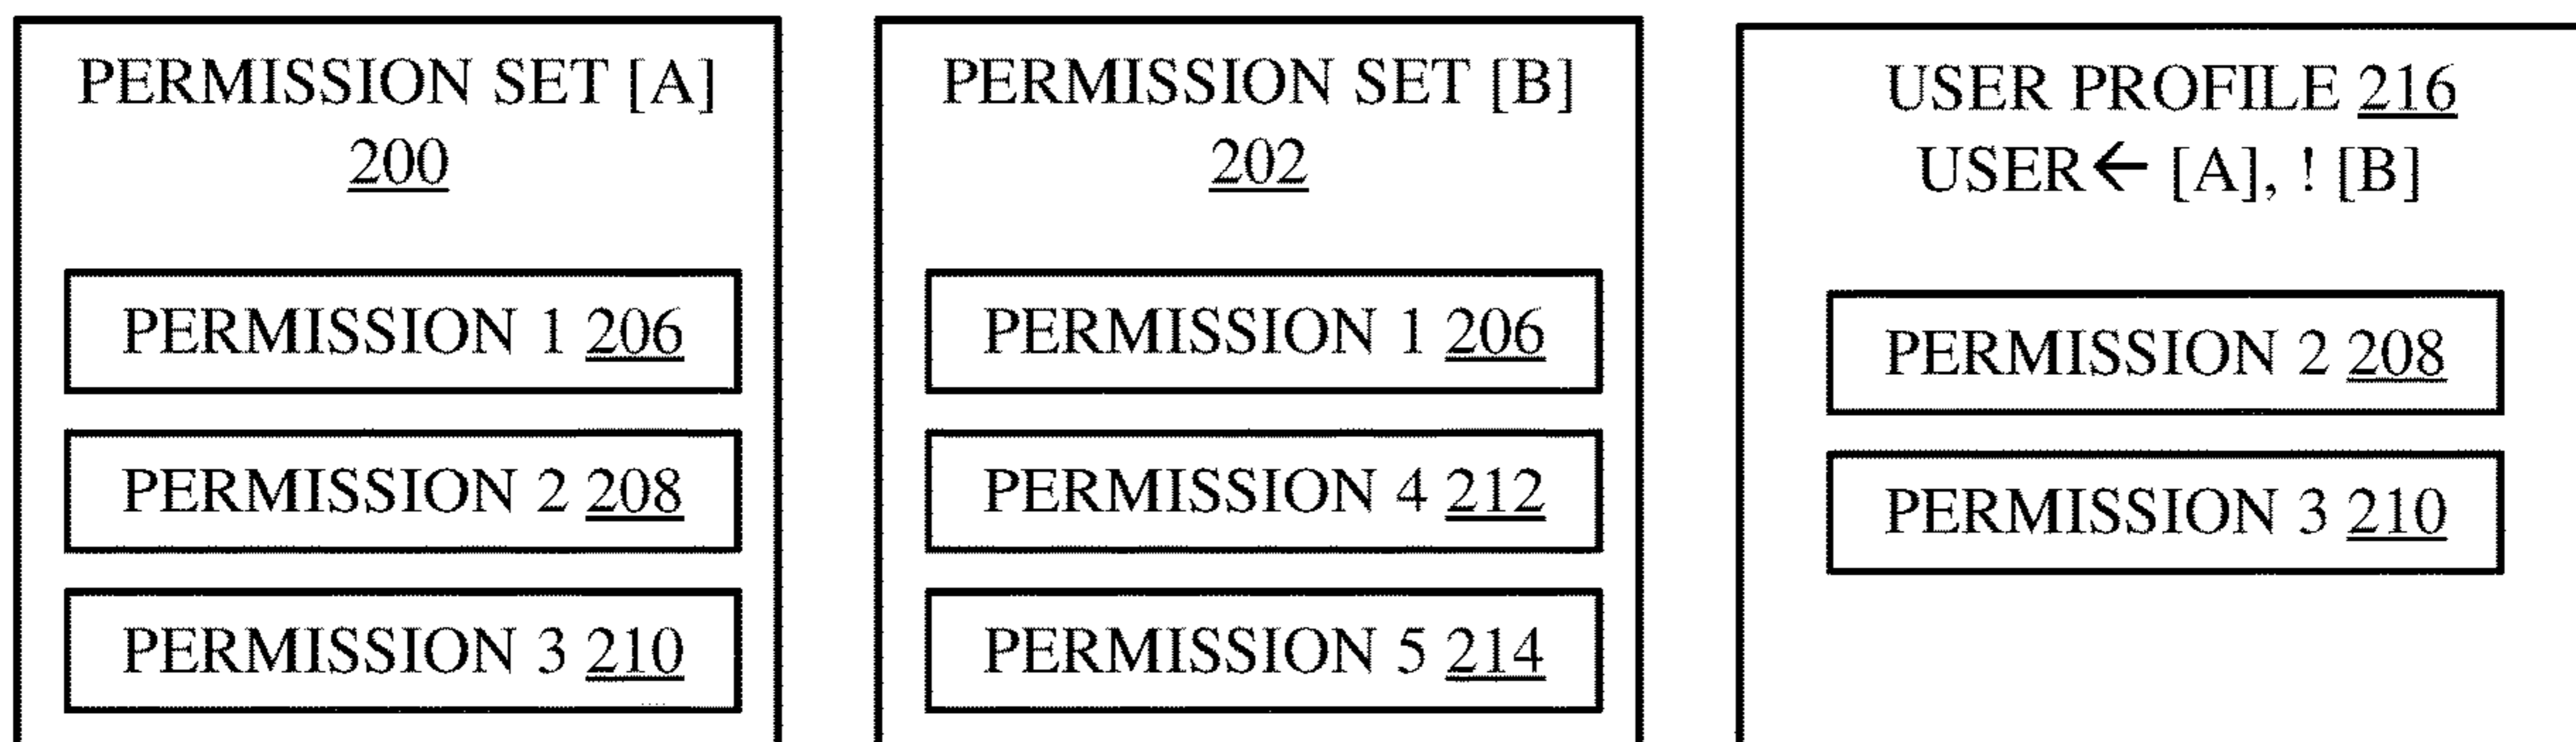 PERMISSION SET [A]
200
PERMISSION 1 206
PERMISSION 2 208
PERMISSION 3 210
PERMISSION SET [B]
202
PERMISSION 1 206
PERMISSION 4 212
PERMISSION 5 214
USER PROFILE 216
USER← [A], ! [B]
PERMISSION 2 208
PERMISSION 3 210